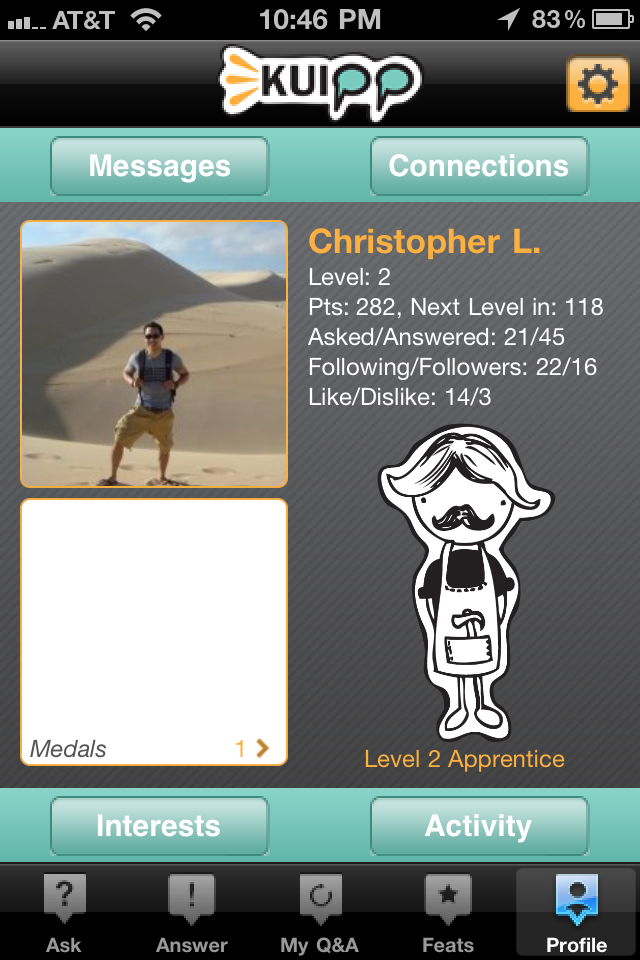 AT&T 10:46 PM 83%
KUIPP
Messages Connections
Christopher L.
Level: 2
Pts: 282, Next Level in: 118
Asked/Answered: 21/45
Following/Followers: 22/16
Like/Dislike: 14/3
Medals 1
Level 2 Apprentice
Interests Activity
? ! 
Ask Answer My Q&A Feats Profile